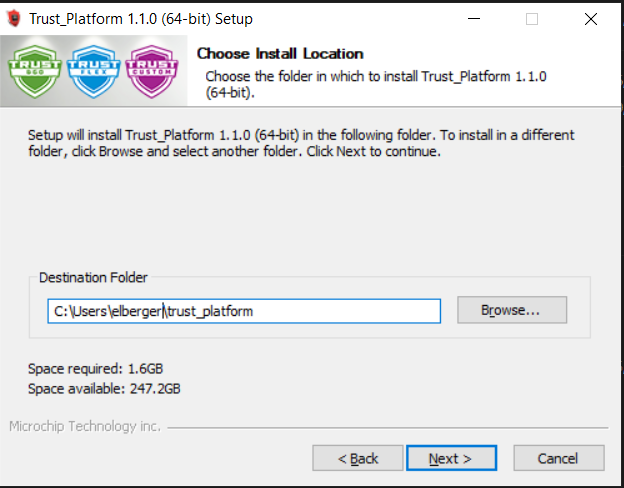 Trust_Platform 1.1.0 (64-bit) Setup
TRUST TRUST TRUST
&GO FLEX CUSTOM
Choose Install Location
Choose the folder in which to install Trust_Platform 1.1.0
(64-bit).
Setup will install Trust_Platform 1.1.0 (64-bit) in the following folder. To install in a different
folder, click Browse and select another folder. Click Next to continue.
Destination Folder
C:\Users\elberger\trust_platform
Browse...
Space required: 1.6GB
Space available: 247.2GB
Microchip Technology inc.
< Back
Next >
Cancel